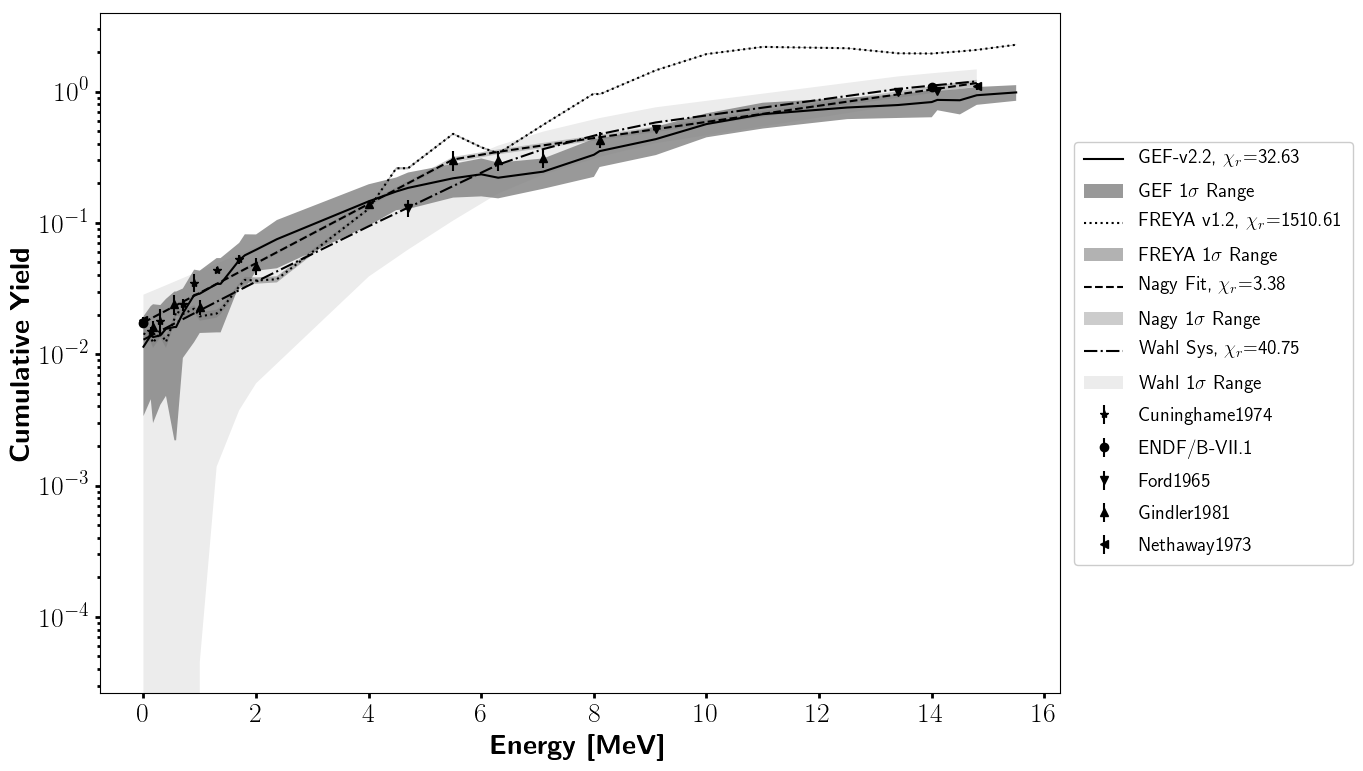 Cumulative Yield
10⁰
10⁻¹
10⁻²
10⁻³
10⁻⁴
0 2 4 6 8 10 12 14 16
Energy [MeV]
GEF-v2.2, χᵣ=32.63
GEF 1σ Range
FREYA v1.2, χᵣ=1510.61
FREYA 1σ Range
Nagy Fit, χᵣ=3.38
Nagy 1σ Range
Wahl Sys, χᵣ=40.75
Wahl 1σ Range
Cuninghame1974
ENDF/B-VII.1
Ford1965
Gindler1981
Nethaway1973